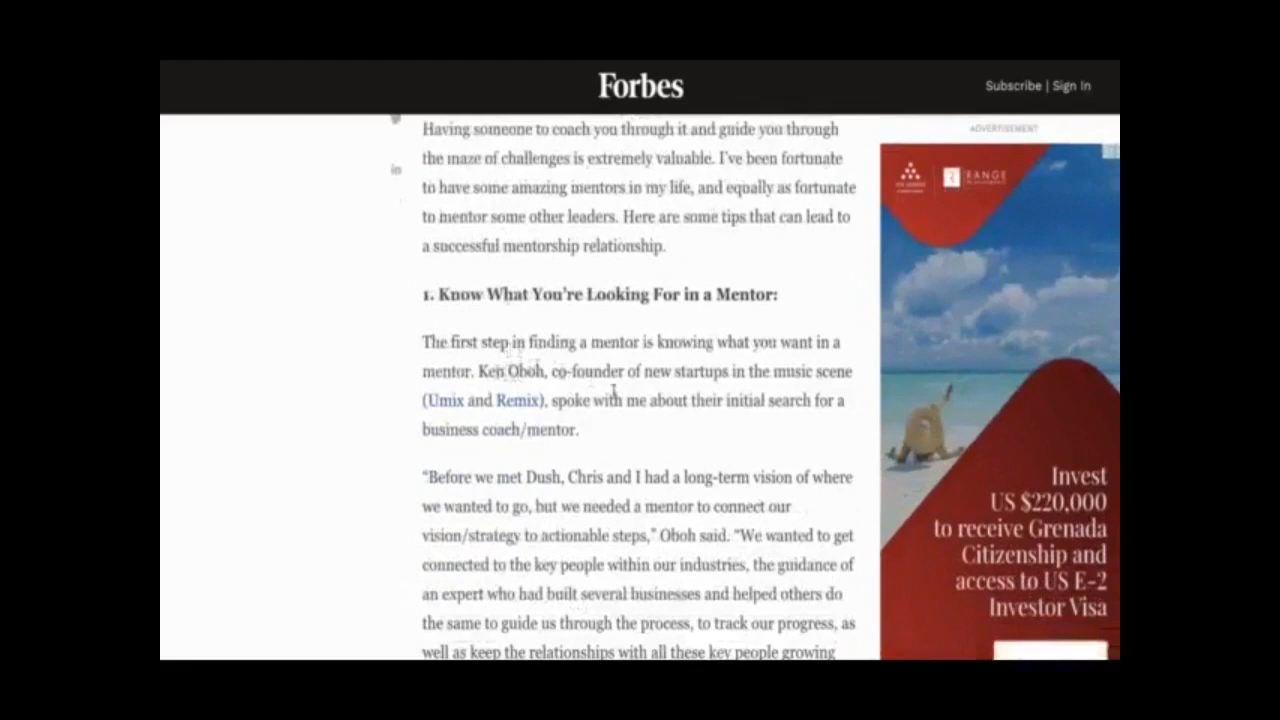 Forbes
Subscribe | Sign In
Having someone to coach you through it and guide you through
the maze of challenges is extremely valuable. I've been fortunate
to have some amazing mentors in my life, and equally as fortunate
to mentor some other leaders. Here are some tips that can lead to
a successful mentorship relationship.
1. Know What You're Looking For in a Mentor:
The first step in finding a mentor is knowing what you want in a
mentor. Ken Oboh, co-founder of new startups in the music scene
(Umix and Remix), spoke with me about their initial search for a
business coach/mentor.
“Before we met Dush, Chris and I had a long-term vision of where
we wanted to go, but we needed a mentor to connect our
vision/strategy to actionable steps,” Oboh said. “We wanted to get
connected to the key people within our industries, the guidance of
an expert who had built several businesses and helped others do
the same to guide us through the process, to track our progress, as
well as keep the relationships with all these key people growing
in
ADVERTISEMENT
RANGE
Invest
US $220,000
to receive Grenada
Citizenship and
access to US E-2
Investor Visa